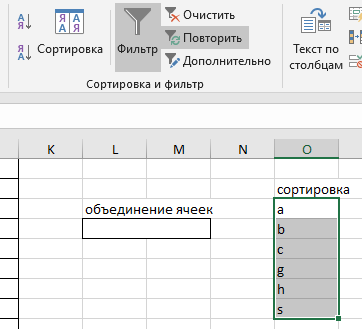 А
Я
Я
А
Я А
А Я
Сортировка
Фильтр
Очистить
Повторить
Дополнительно
Текст по
столбцам
Сортировка и фильтр
K L M N O
сортировка
объединение ячеек
a
b
c
g
h
s